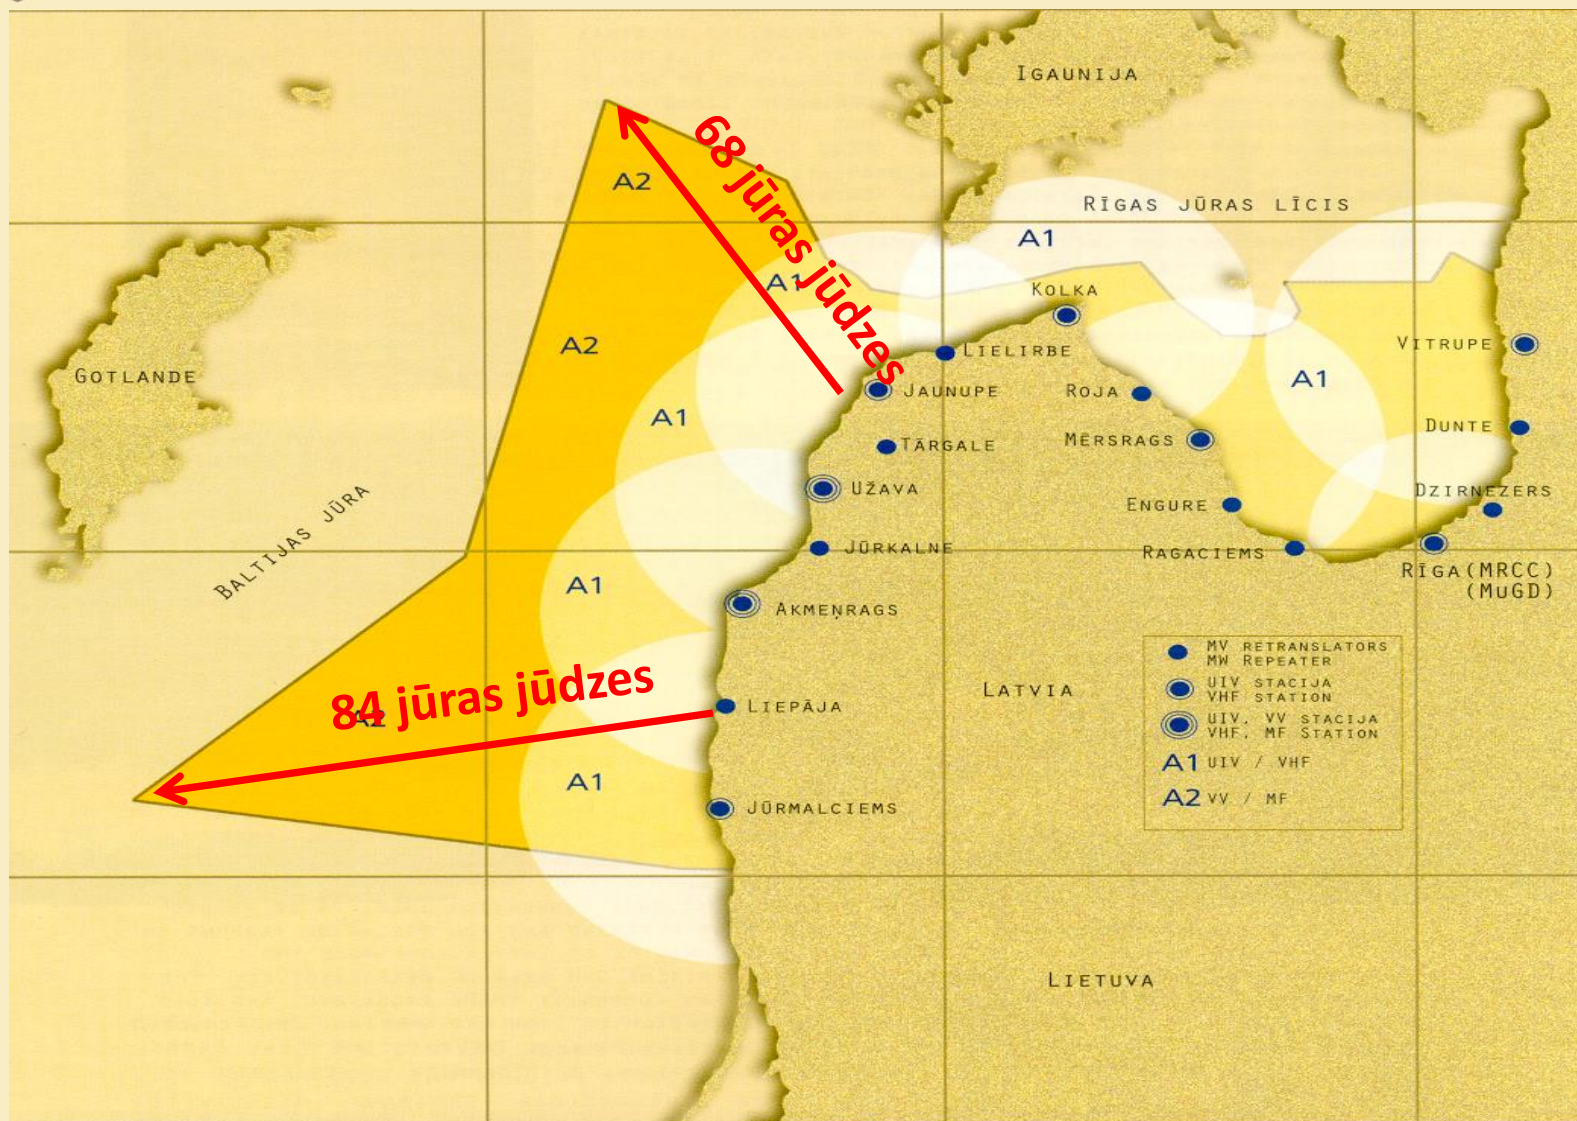 IGAUNIJA
68 jūras jūdzes
A2
RĪGAS JŪRAS LĪCIS
A1
A1
KOLKA
A2
LIELIRBE
VITRUPE
GOTLANDE
JAUNUPE
ROJA
A1
A1
TĀRGALE
MĒRSRAGS
DUNTE
UŽAVA
ENGURE
DZIRNEZERS
BALTIJAS JŪRA
JŪRKALNE
RAGACIEMS
RĪGA(MRCC)
(MUGD)
A1
AKMEŅRAGS
MV RETRANSLATORS
MW REPEATER
UIV STACIJA
VHF STATION
UIV, VV STACIJA
VHF, MF STATION
A1 UIV / VHF
A2 VV / MF
84 jūras jūdzes
A2
LIEPĀJA
LATVIA
A1
JŪRMALCIEMS
LIETUVA